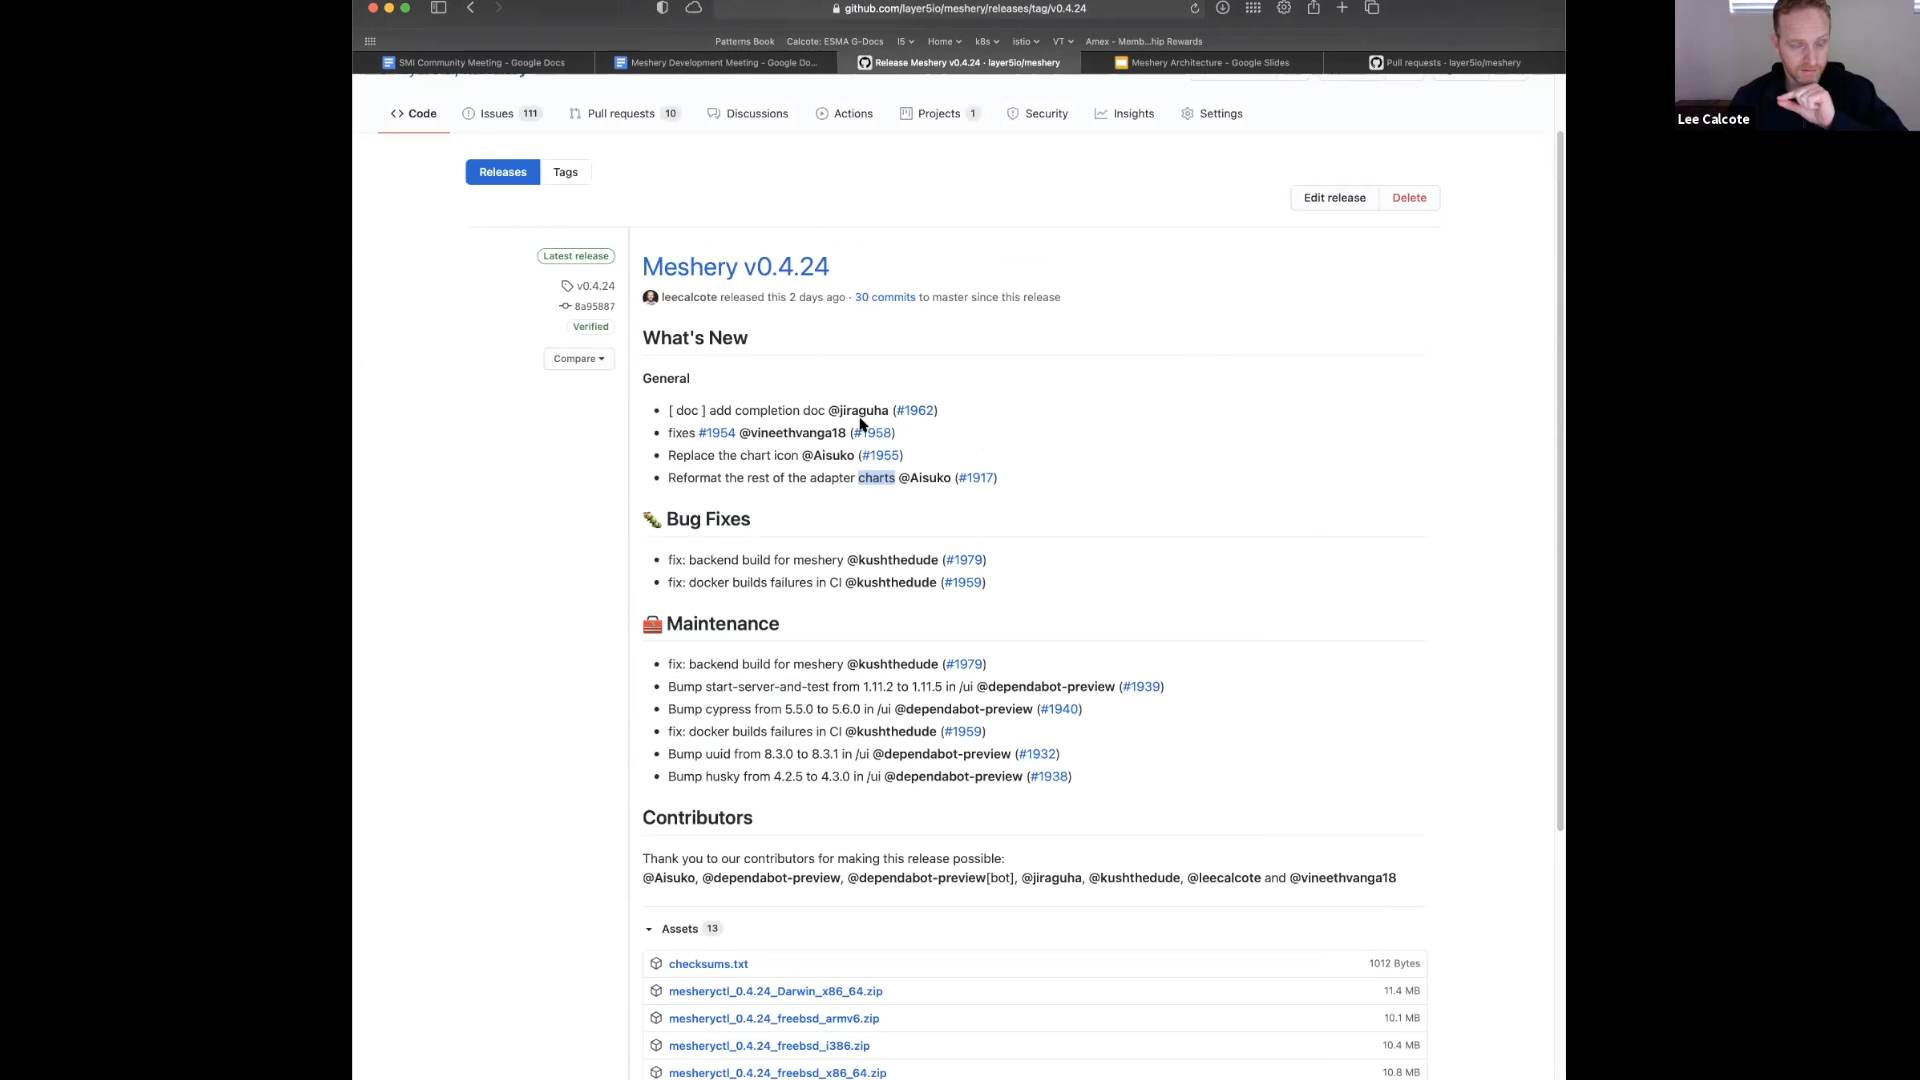 github.com/layer5io/meshery/releases/tag/v0.4.24
Patterns Book Calcote: ESMA G-Docs l5 Home k8s istio VT Amex - Memb...hip Rewards
SMI Community Meeting - Google Docs
Meshery Development Meeting - Google Do...
Release Meshery v0.4.24 · layer5io/meshery
Meshery Architecture - Google Slides
Pull requests · layer5io/meshery
Lee Calcote
<> Code Issues 111 Pull requests 10 Discussions Actions Projects 1 Security Insights Settings
Releases Tags
Edit release Delete
Latest release
v0.4.24
8a95887
Verified
Compare
Meshery v0.4.24
leecalcote released this 2 days ago · 30 commits to master since this release
What's New
General
• [ doc ] add completion doc @jiraguha (#1962)
• fixes #1954 @vineethvanga18 (#1958)
• Replace the chart icon @Aisuko (#1955)
• Reformat the rest of the adapter charts @Aisuko (#1917)
🐛 Bug Fixes
• fix: backend build for meshery @kushthedude (#1979)
• fix: docker builds failures in CI @kushthedude (#1959)
🧰 Maintenance
• fix: backend build for meshery @kushthedude (#1979)
• Bump start-server-and-test from 1.11.2 to 1.11.5 in /ui @dependabot-preview (#1939)
• Bump cypress from 5.5.0 to 5.6.0 in /ui @dependabot-preview (#1940)
• fix: docker builds failures in CI @kushthedude (#1959)
• Bump uuid from 8.3.0 to 8.3.1 in /ui @dependabot-preview (#1932)
• Bump husky from 4.2.5 to 4.3.0 in /ui @dependabot-preview (#1938)
Contributors
Thank you to our contributors for making this release possible:
@Aisuko, @dependabot-preview, @dependabot-preview[bot], @jiraguha, @kushthedude, @leecalcote and @vineethvanga18
Assets 13
checksums.txt 1012 Bytes
mesheryctl_0.4.24_Darwin_x86_64.zip 11.4 MB
mesheryctl_0.4.24_freebsd_armv6.zip 10.1 MB
mesheryctl_0.4.24_freebsd_i386.zip 10.4 MB
mesheryctl_0.4.24_freebsd_x86_64.zip 10.8 MB